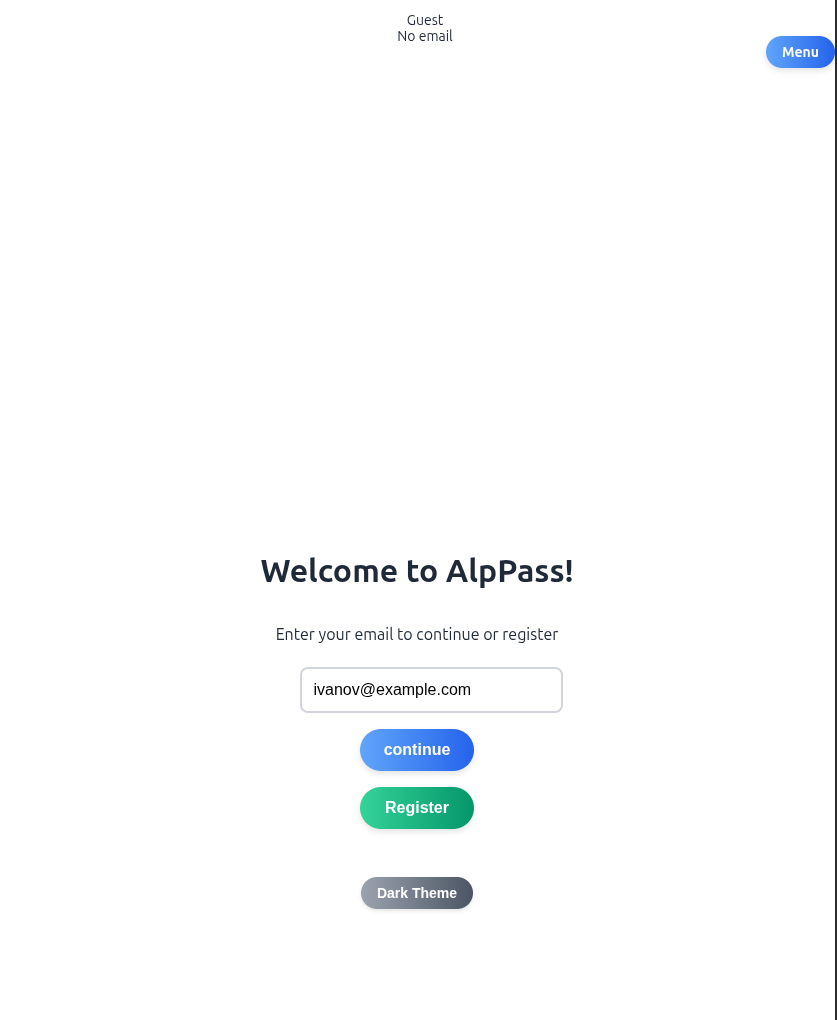 Guest
No email
Menu
Welcome to AlpPass!
Enter your email to continue or register
ivanov@example.com
continue
Register
Dark Theme